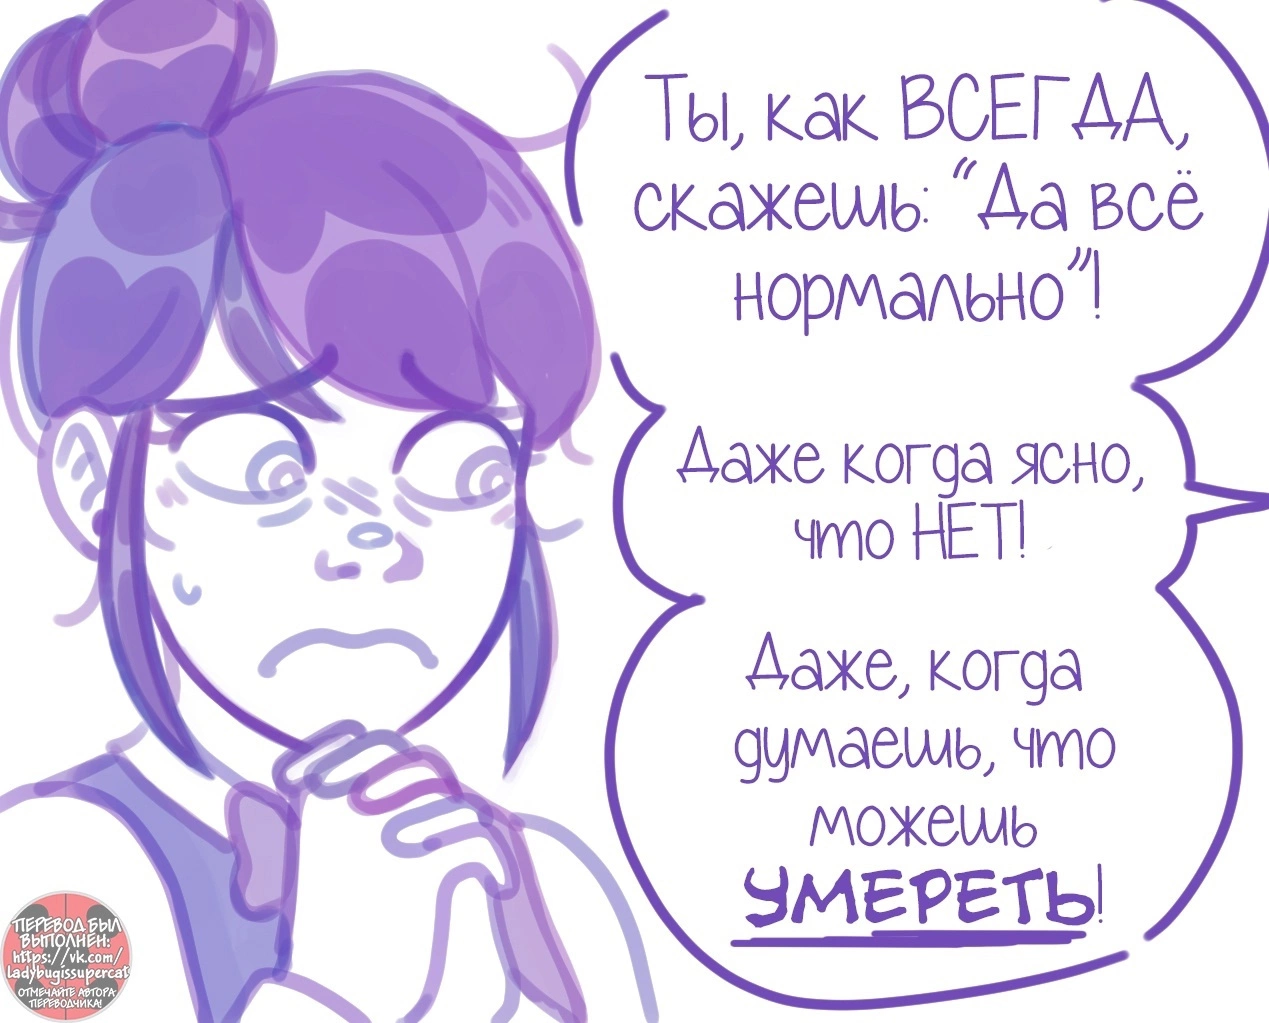 Ты, как ВСЕГДА,
скажешь: "Да всё
нормально"!
Даже когда ясно,
что НЕТ!
Даже, когда
думаешь, что
можешь
УМЕРЕТЬ!
ПЕРЕВОД БЫЛ
ВЫПОЛНЕН:
https://vk.com/
ladybugissupercat
ОТМЕЧАЙТЕ АВТОРА
ПЕРЕВОДЧИКА!